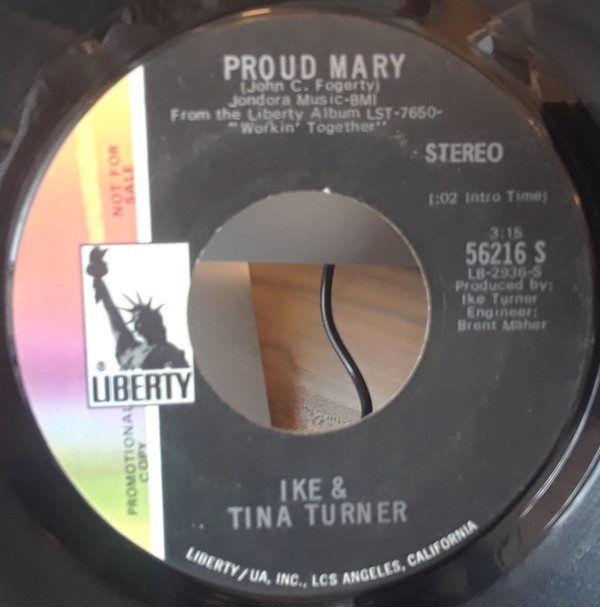 PROUD MARY
(John C. Fogerty)
Jondora Music-BMI
From the Liberty Album LST-7650-
"Workin' Together"
STEREO
NOT FOR
SALE
(:02 Intro Time)
3:15
56216 S
LB-2936-S
Produced by:
Ike Turner
Engineer:
Brent Maher
®
LIBERTY
PROMOTIONAL
COPY
IKE &
TINA TURNER
LIBERTY/UA, INC., LOS ANGELES, CALIFORNIA